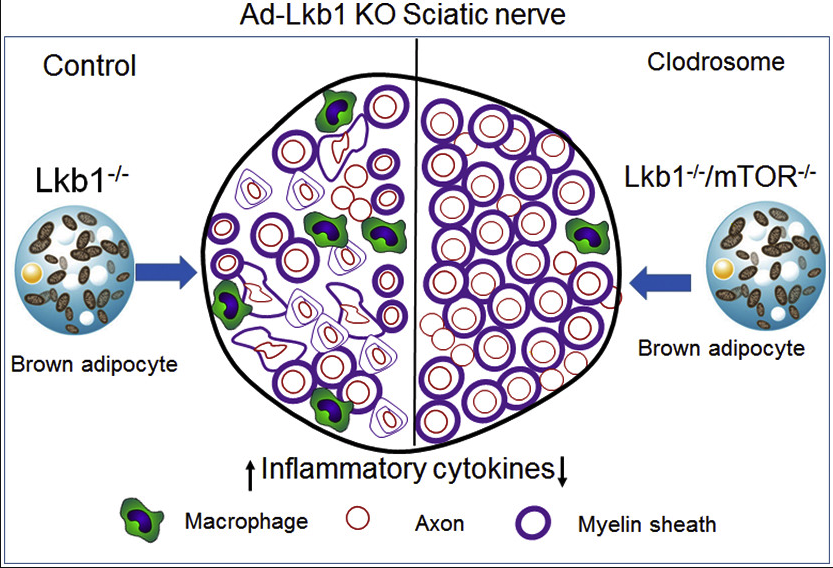 Ad-Lkb1 KO Sciatic nerve
Control
Clodrosome
Lkb1-/-
Lkb1-/-/mTOR-/-
Brown adipocyte
Brown adipocyte
↑Inflammatory cytokines↓
Macrophage
Axon
Myelin sheath